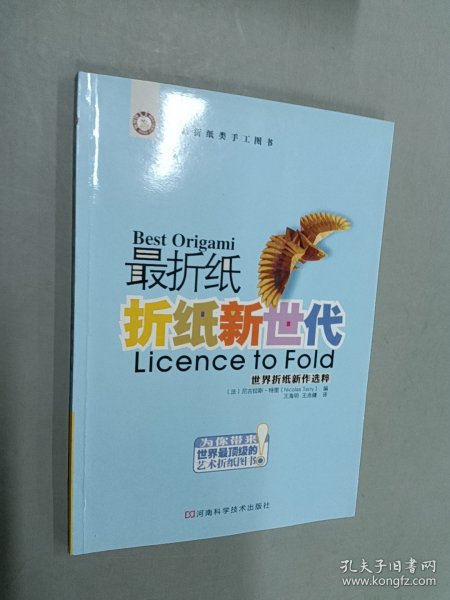 折纸类手工图书
Best Origami
最折纸
折纸新世代
Licence to Fold
世界折纸新作选粹
（法）尼古拉斯·特里（Nicolas Terry） 编
王海明 王志健 译
为你带来
世界最顶级的
艺术折纸图书！
河南科学技术出版社
孔夫子旧书网
www.kongfz.com